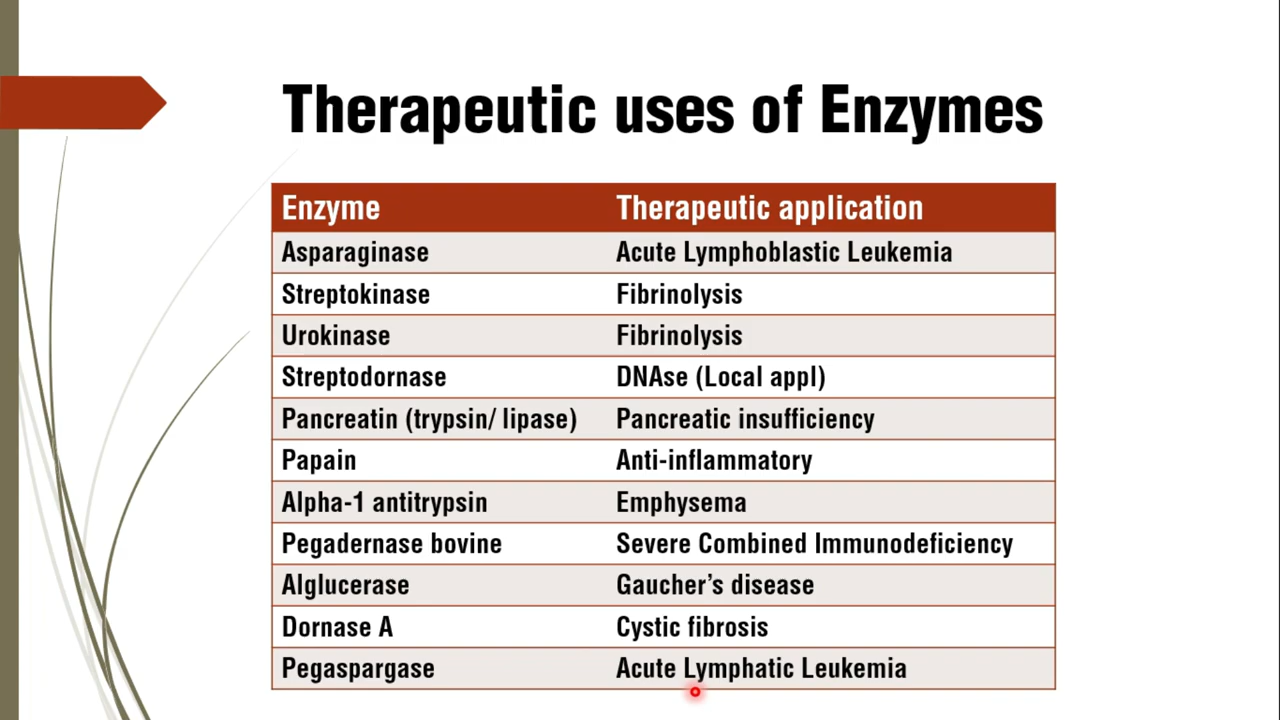 Therapeutic uses of Enzymes
Enzyme Therapeutic application
Asparaginase Acute Lymphoblastic Leukemia
Streptokinase Fibrinolysis
Urokinase Fibrinolysis
Streptodornase DNAse (Local appl)
Pancreatin (trypsin/ lipase) Pancreatic insufficiency
Papain Anti-inflammatory
Alpha-1 antitrypsin Emphysema
Pegadernase bovine Severe Combined Immunodeficiency
Alglucerase Gaucher’s disease
Dornase A Cystic fibrosis
Pegaspargase Acute Lymphatic Leukemia